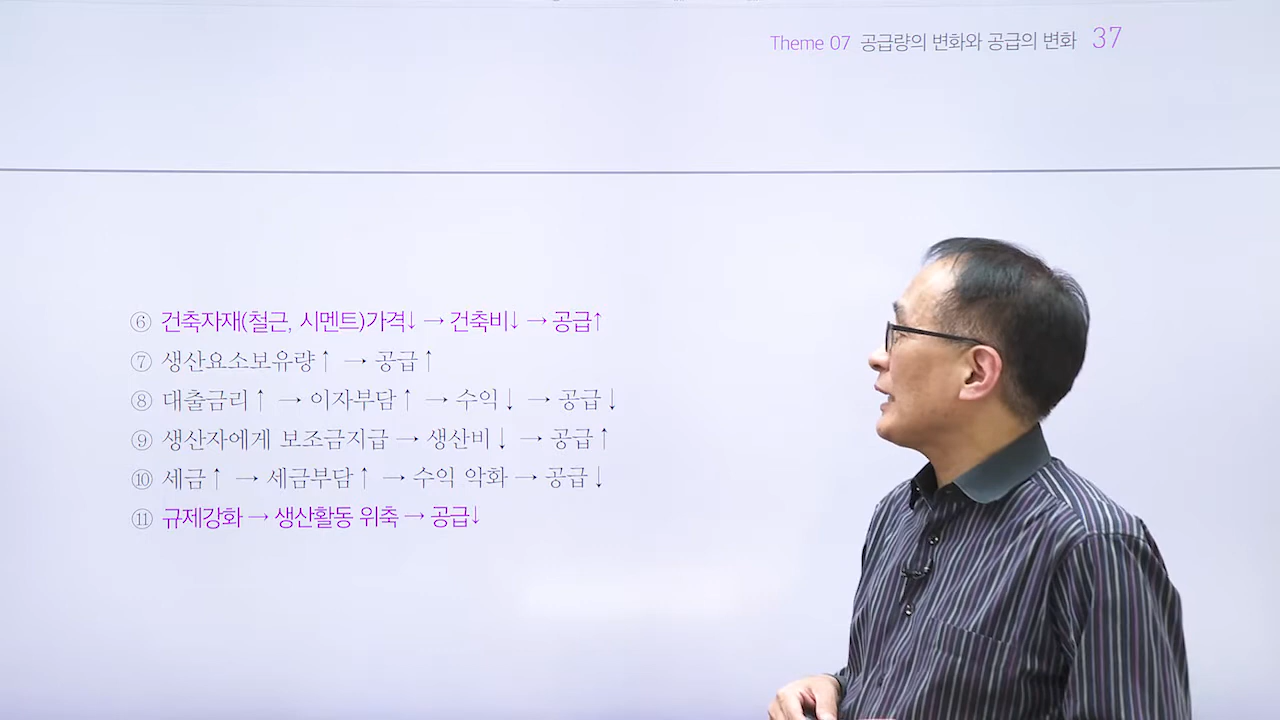 Theme 07 공급량의 변화와 공급의 변화 37
⑥ 건축자재(철근, 시멘트)가격↓ → 건축비↓ → 공급↑
⑦ 생산요소보유량↑ → 공급↑
⑧ 대출금리↑ → 이자부담↑ → 수익↓ → 공급↓
⑨ 생산자에게 보조금지급 → 생산비↓ → 공급↑
⑩ 세금↑ → 세금부담↑ → 수익 악화 → 공급↓
⑪ 규제강화 → 생산활동 위축 → 공급↓